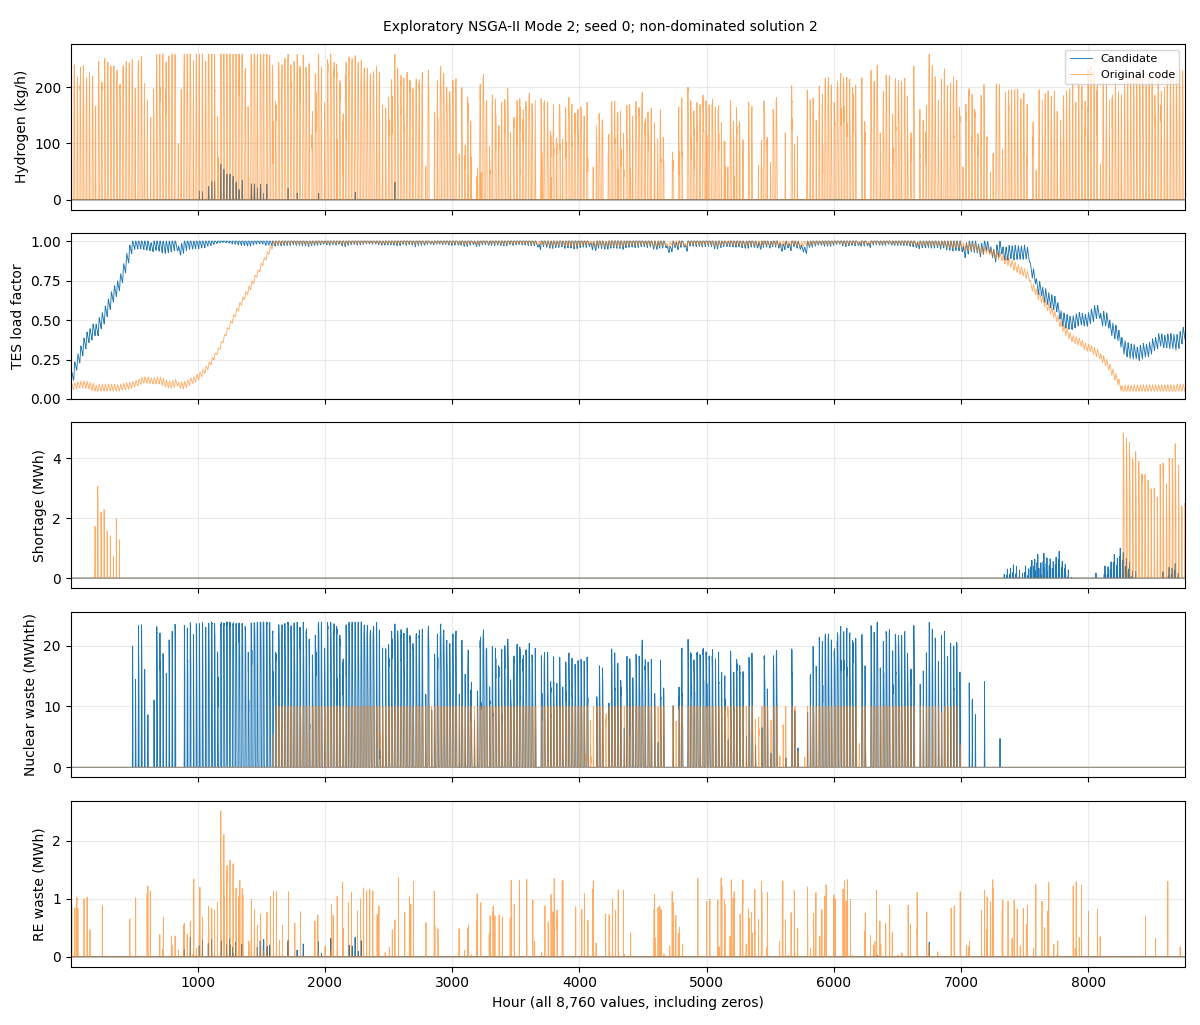 Exploratory NSGA-II Mode 2; seed 0; non-dominated solution 2
Hydrogen (kg/h)
200
100
0
Candidate
Original code
TES load factor
1.00
0.75
0.50
0.25
0.00
Shortage (MWh)
4
2
0
Nuclear waste (MWhth)
20
10
0
RE waste (MWh)
2
1
0
1000 2000 3000 4000 5000 6000 7000 8000
Hour (all 8,760 values, including zeros)